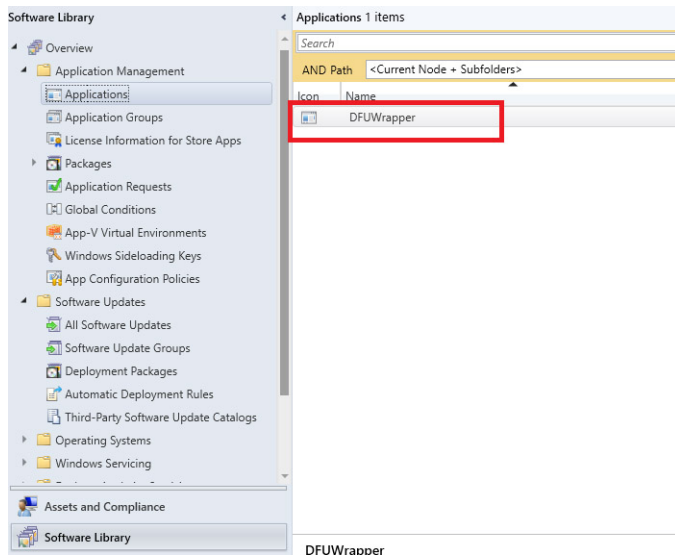 Software Library
Overview
Application Management
Applications
Application Groups
License Information for Store Apps
Packages
Application Requests
Global Conditions
App-V Virtual Environments
Windows Sideloading Keys
App Configuration Policies
Software Updates
All Software Updates
Software Update Groups
Deployment Packages
Automatic Deployment Rules
Third-Party Software Update Catalogs
Operating Systems
Windows Servicing
Assets and Compliance
Software Library
Applications 1 items
Search
AND Path <Current Node + Subfolders>
Icon Name
DFUWrapper
DFUWrapper